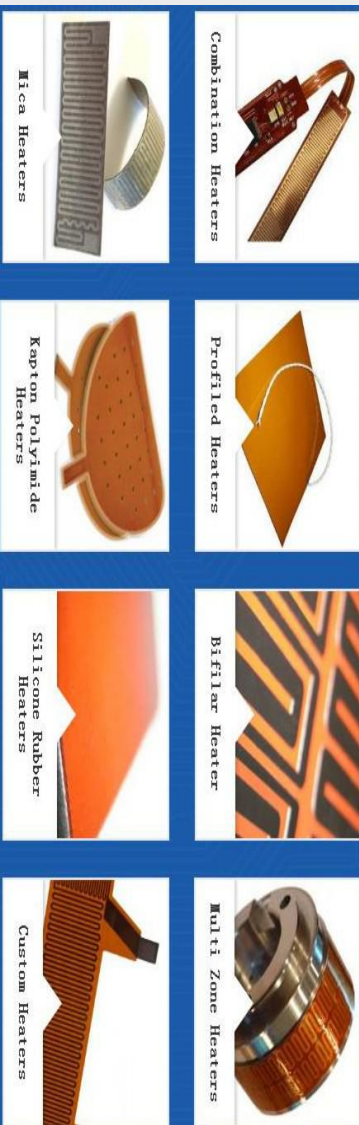 Combination Heaters
Profiled Heaters
Bifilar Heater
Multi Zone Heaters
Mica Heaters
Kapton Polyimide
Heaters
Silicone Rubber
Heaters
Custom Heaters